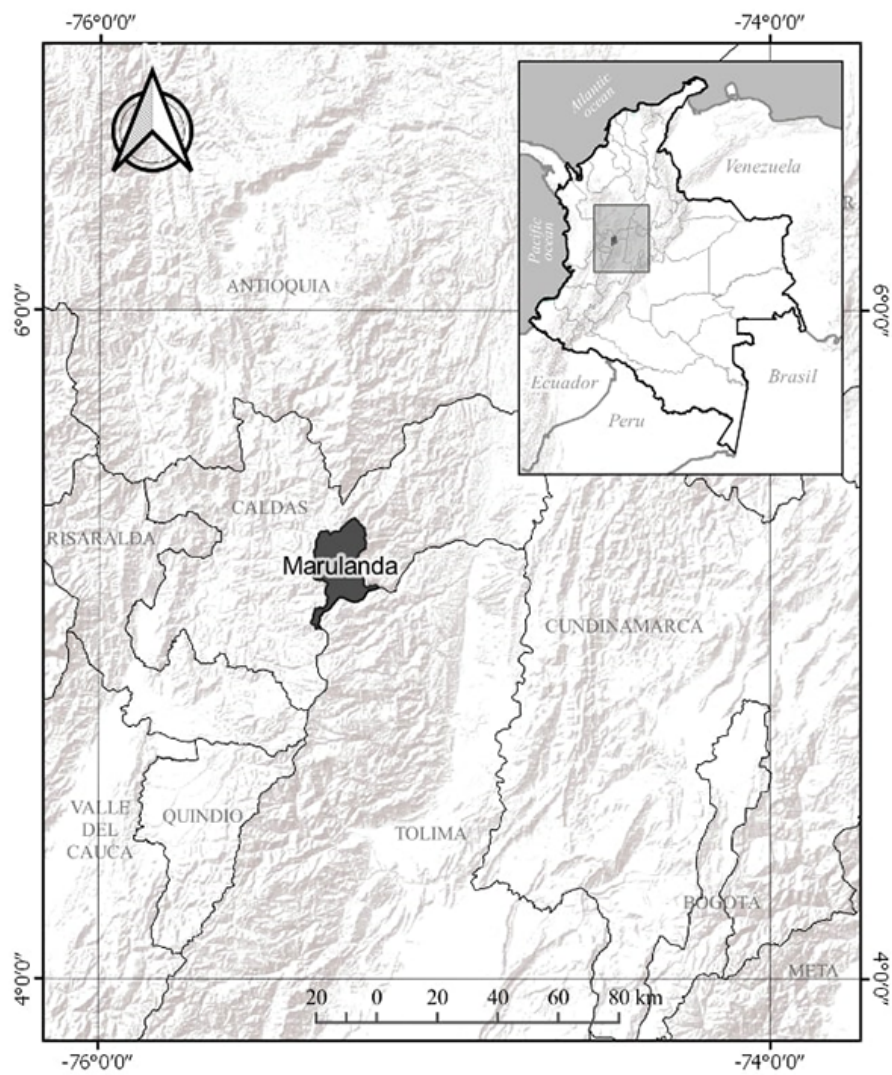 -76°0'0"
-74°0'0"
Atlantic
ocean
Venezuela
R
Pacific
ocean
ANTIOQUIA
6°0'0"
6°0'0"
Ecuador
Brasil
Peru
CALDAS
RISARALDA
Marulanda
CUNDINAMARCA
VALLE
DEL
CAUCA
QUINDIO
TOLIMA
BOGOTA
META
4°0'0"
4°0'0"
20 0 20 40 60 80 km
-76°0'0"
-74°0'0"